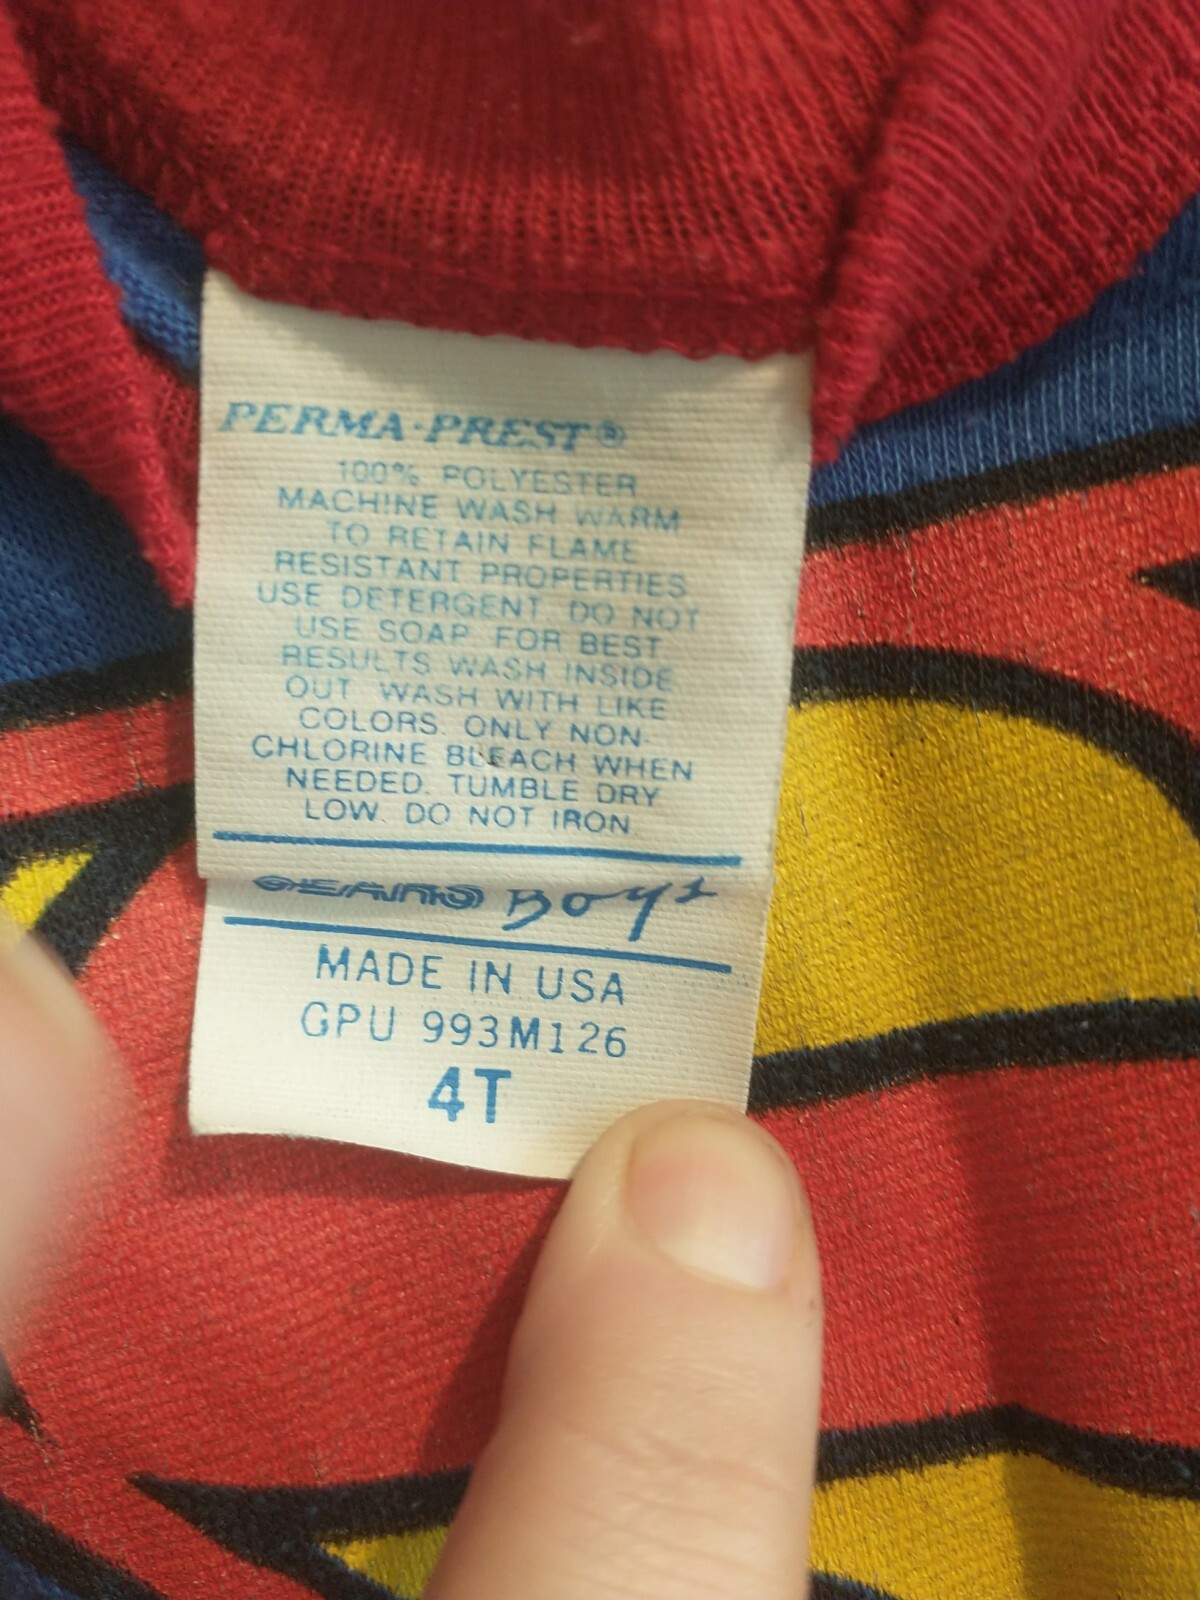 PERMA·PREST®
100% POLYESTER
MACHINE WASH WARM
TO RETAIN FLAME
RESISTANT PROPERTIES
USE DETERGENT. DO NOT
USE SOAP. FOR BEST
RESULTS WASH INSIDE
OUT. WASH WITH LIKE
COLORS. ONLY NON-
CHLORINE BLEACH WHEN
NEEDED. TUMBLE DRY
LOW. DO NOT IRON
SEARS Boys
MADE IN USA
GPU 993M126
4T